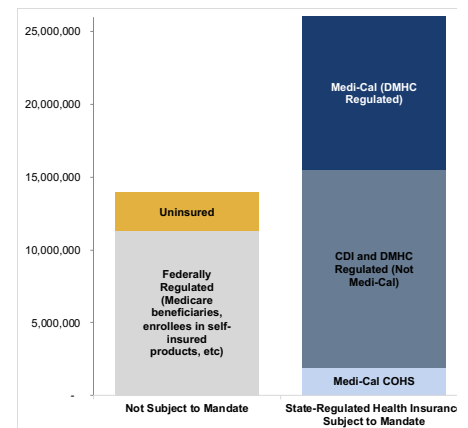 25,000,000
20,000,000
15,000,000
10,000,000
5,000,000
-
Uninsured
Federally
Regulated
(Medicare
beneficiaries,
enrollees in self-
insured
products, etc)
Medi-Cal (DMHC
Regulated)
CDI and DMHC
Regulated (Not
Medi-Cal)
Medi-Cal COHS
Not Subject to Mandate
State-Regulated Health Insurance
Subject to Mandate